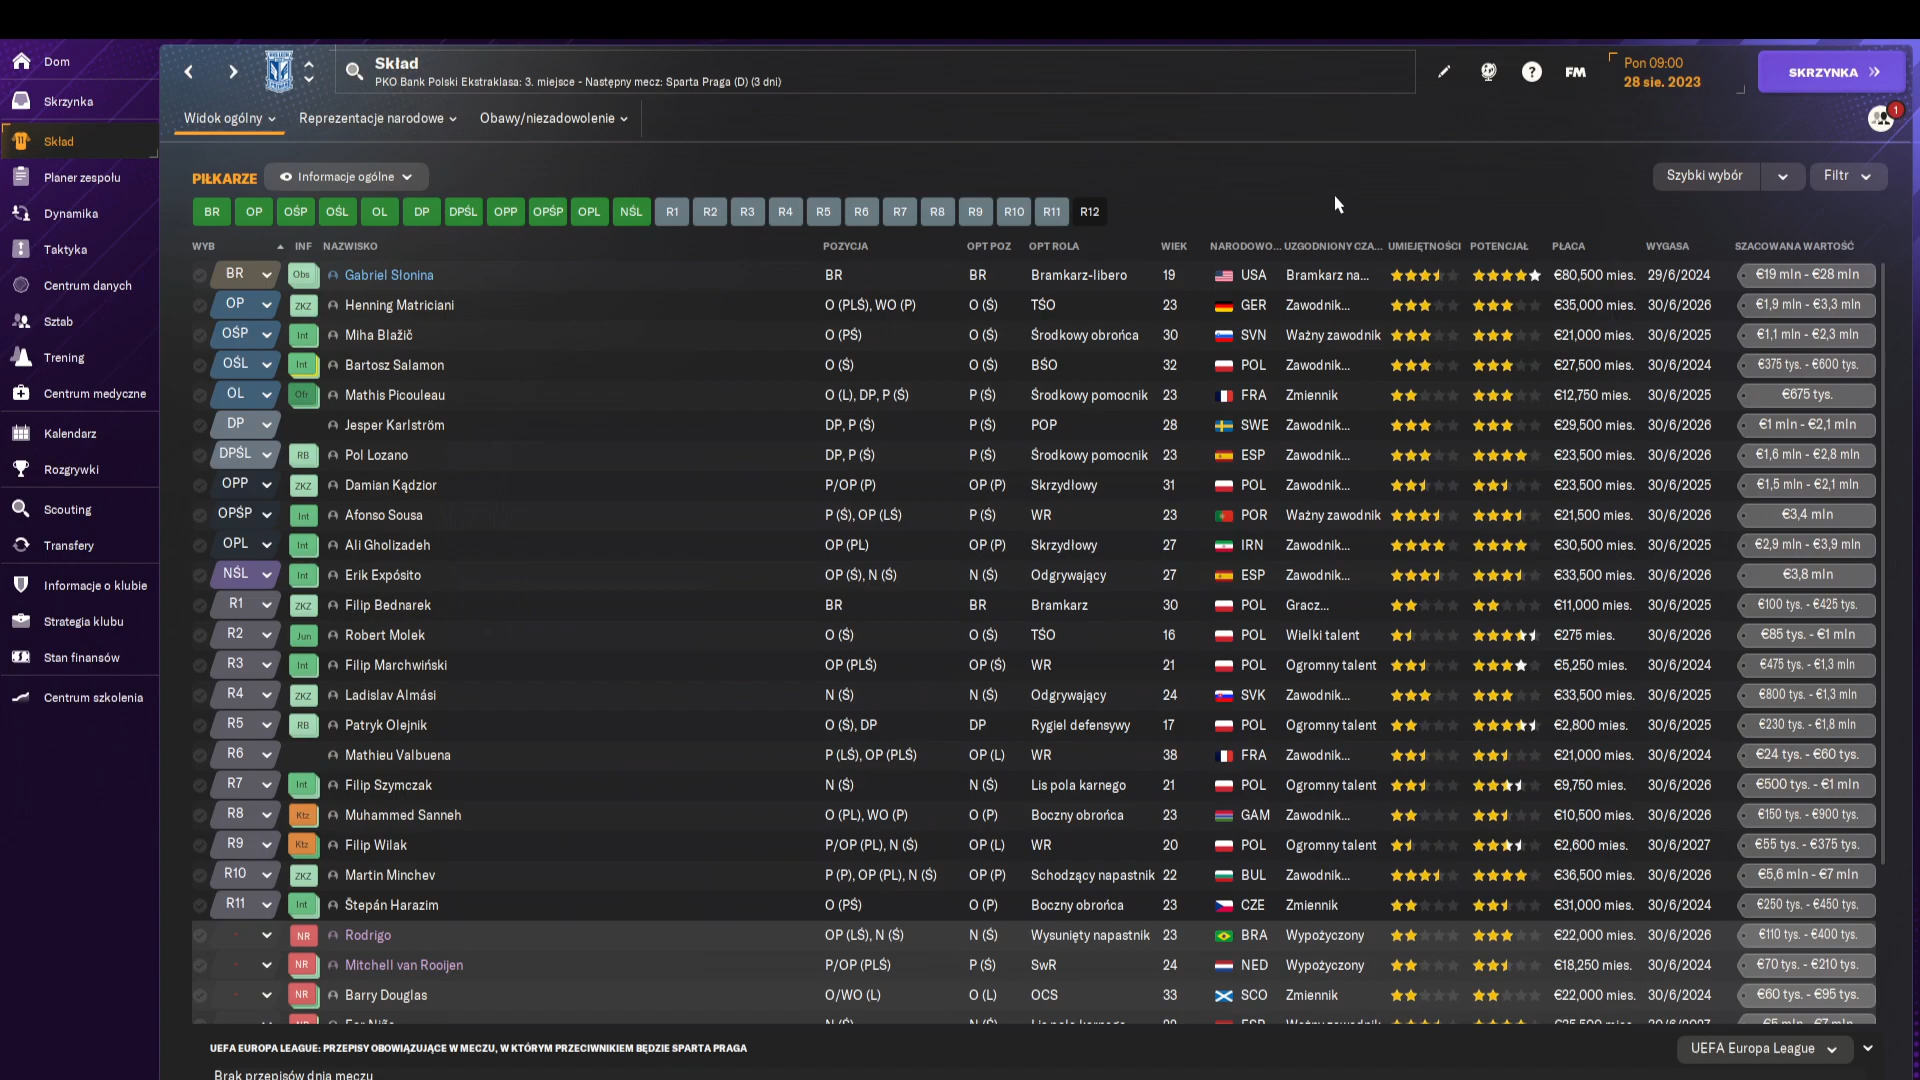 Dom
Skrzynka
Skład
Planer zespołu
Dynamika
Taktyka
Centrum danych
Sztab
Trening
Centrum medyczne
Kalendarz
Rozgrywki
Scouting
Transfery
Informacje o klubie
Strategia klubu
Stan finansów
Centrum szkolenia
Skład
PKO Bank Polski Ekstraklasa: 3. miejsce - Następny mecz: Sparta Praga (D) (3 dni)
? FM
Pon 09:00
28 sie. 2023
SKRZYNKA
1
Widok ogólny Reprezentacje narodowe Obawy/niezadowolenie
PIŁKARZE Informacje ogólne Szybki wybór Filtr
BR OP OŚP OŚL OL DP DPŚL OPP OPŚP OPL NŚL R1 R2 R3 R4 R5 R6 R7 R8 R9 R10 R11 R12
WYB INF NAZWISKO POZYCJA OPT POZ OPT ROLA WIEK NARODOWO... UZGODNIONY CZA... UMIEJĘTNOŚCI POTENCJAŁ PŁACA WYGASA SZACOWANA WARTOŚĆ
BR Obs Gabriel Slonina BR BR Bramkarz-libero 19 USA Bramkarz na... €80,500 mies. 29/6/2024 €19 mln - €28 mln
OP ZKZ Henning Matriciani O (PLŚ), WO (P) O (Ś) TŚO 23 GER Zawodnik... €35,000 mies. 30/6/2026 €1,9 mln - €3,3 mln
OŚP Int Miha Blažič O (PŚ) O (Ś) Środkowy obrońca 30 SVN Ważny zawodnik €21,000 mies. 30/6/2025 €1,1 mln - €2,3 mln
OŚL Int Bartosz Salamon O (Ś) O (Ś) BŚO 32 POL Zawodnik... €27,500 mies. 30/6/2024 €375 tys. - €600 tys.
OL Ofr Mathis Picouleau O (L), DP, P (Ś) P (Ś) Środkowy pomocnik 23 FRA Zmiennik €12,750 mies. 30/6/2025 €675 tys.
DP Jesper Karlström DP, P (Ś) P (Ś) POP 28 SWE Zawodnik... €29,500 mies. 30/6/2025 €1 mln - €2,1 mln
DPŚL RB Pol Lozano DP, P (Ś) P (Ś) Środkowy pomocnik 23 ESP Zawodnik... €23,500 mies. 30/6/2026 €1,6 mln - €2,8 mln
OPP ZKZ Damian Kądzior P/OP (P) OP (P) Skrzydłowy 31 POL Zawodnik... €23,500 mies. 30/6/2025 €1,5 mln - €2,1 mln
OPŚP Int Afonso Sousa P (Ś), OP (LŚ) P (Ś) WR 23 POR Ważny zawodnik €21,500 mies. 30/6/2026 €3,4 mln
OPL Int Ali Gholizadeh OP (PL) OP (P) Skrzydłowy 27 IRN Zawodnik... €30,500 mies. 30/6/2025 €2,9 mln - €3,9 mln
NŚL Int Erik Expósito OP (Ś), N (Ś) N (Ś) Odgrywający 27 ESP Zawodnik... €33,500 mies. 30/6/2026 €3,8 mln
R1 ZKZ Filip Bednarek BR BR Bramkarz 30 POL Gracz... €11,000 mies. 30/6/2025 €100 tys. - €425 tys.
R2 Jun Robert Molek O (Ś) O (Ś) TŚO 16 POL Wielki talent €275 mies. 30/6/2026 €85 tys. - €1 mln
R3 Int Filip Marchwiński OP (PLŚ) OP (Ś) WR 21 POL Ogromny talent €5,250 mies. 30/6/2024 €475 tys. - €1,3 mln
R4 ZKZ Ladislav Almási N (Ś) N (Ś) Odgrywający 24 SVK Zawodnik... €33,500 mies. 30/6/2025 €800 tys. - €1,3 mln
R5 RB Patryk Olejnik O (Ś), DP DP Rygiel defensywy 17 POL Ogromny talent €2,800 mies. 30/6/2025 €230 tys. - €1,8 mln
R6 Mathieu Valbuena P (LŚ), OP (PLŚ) OP (L) WR 38 FRA Zawodnik... €21,000 mies. 30/6/2024 €24 tys. - €60 tys.
R7 Int Filip Szymczak N (Ś) N (Ś) Lis pola karnego 21 POL Ogromny talent €9,750 mies. 30/6/2025 €500 tys. - €1 mln
R8 Ktz Muhammed Sanneh O (PL), WO (P) O (P) Boczny obrońca 23 GAM Zawodnik... €10,500 mies. 30/6/2026 €150 tys. - €900 tys.
R9 Ktz Filip Wilak P/OP (PL), N (Ś) OP (L) WR 20 POL Ogromny talent €2,600 mies. 30/6/2027 €55 tys. - €375 tys.
R10 ZKZ Martin Minchev P (P), OP (PL), N (Ś) OP (P) Schodzący napastnik 22 BUL Zawodnik... €36,500 mies. 30/6/2026 €5,6 mln - €7 mln
R11 Int Štepán Harazim O (PŚ) O (P) Boczny obrońca 23 CZE Zmiennik €31,000 mies. 30/6/2024 €250 tys. - €450 tys.
- NR Rodrigo OP (LŚ), N (Ś) N (Ś) Wysunięty napastnik 23 BRA Wypożyczony €22,000 mies. 30/6/2026 €110 tys. - €400 tys.
- NR Mitchell van Rooijen P/OP (PLŚ) P (Ś) SwR 24 NED Wypożyczony €18,250 mies. 30/6/2024 €70 tys. - €210 tys.
- NR Barry Douglas O/WO (L) O (L) OCS 33 SCO Zmiennik €22,000 mies. 30/6/2024 €60 tys. - €95 tys.
UEFA EUROPA LEAGUE: PRZEPISY OBOWIĄZUJĄCE W MECZU, W KTÓRYM PRZECIWNIKIEM BĘDZIE SPARTA PRAGA UEFA Europa League
Brak przepisów dnia meczu